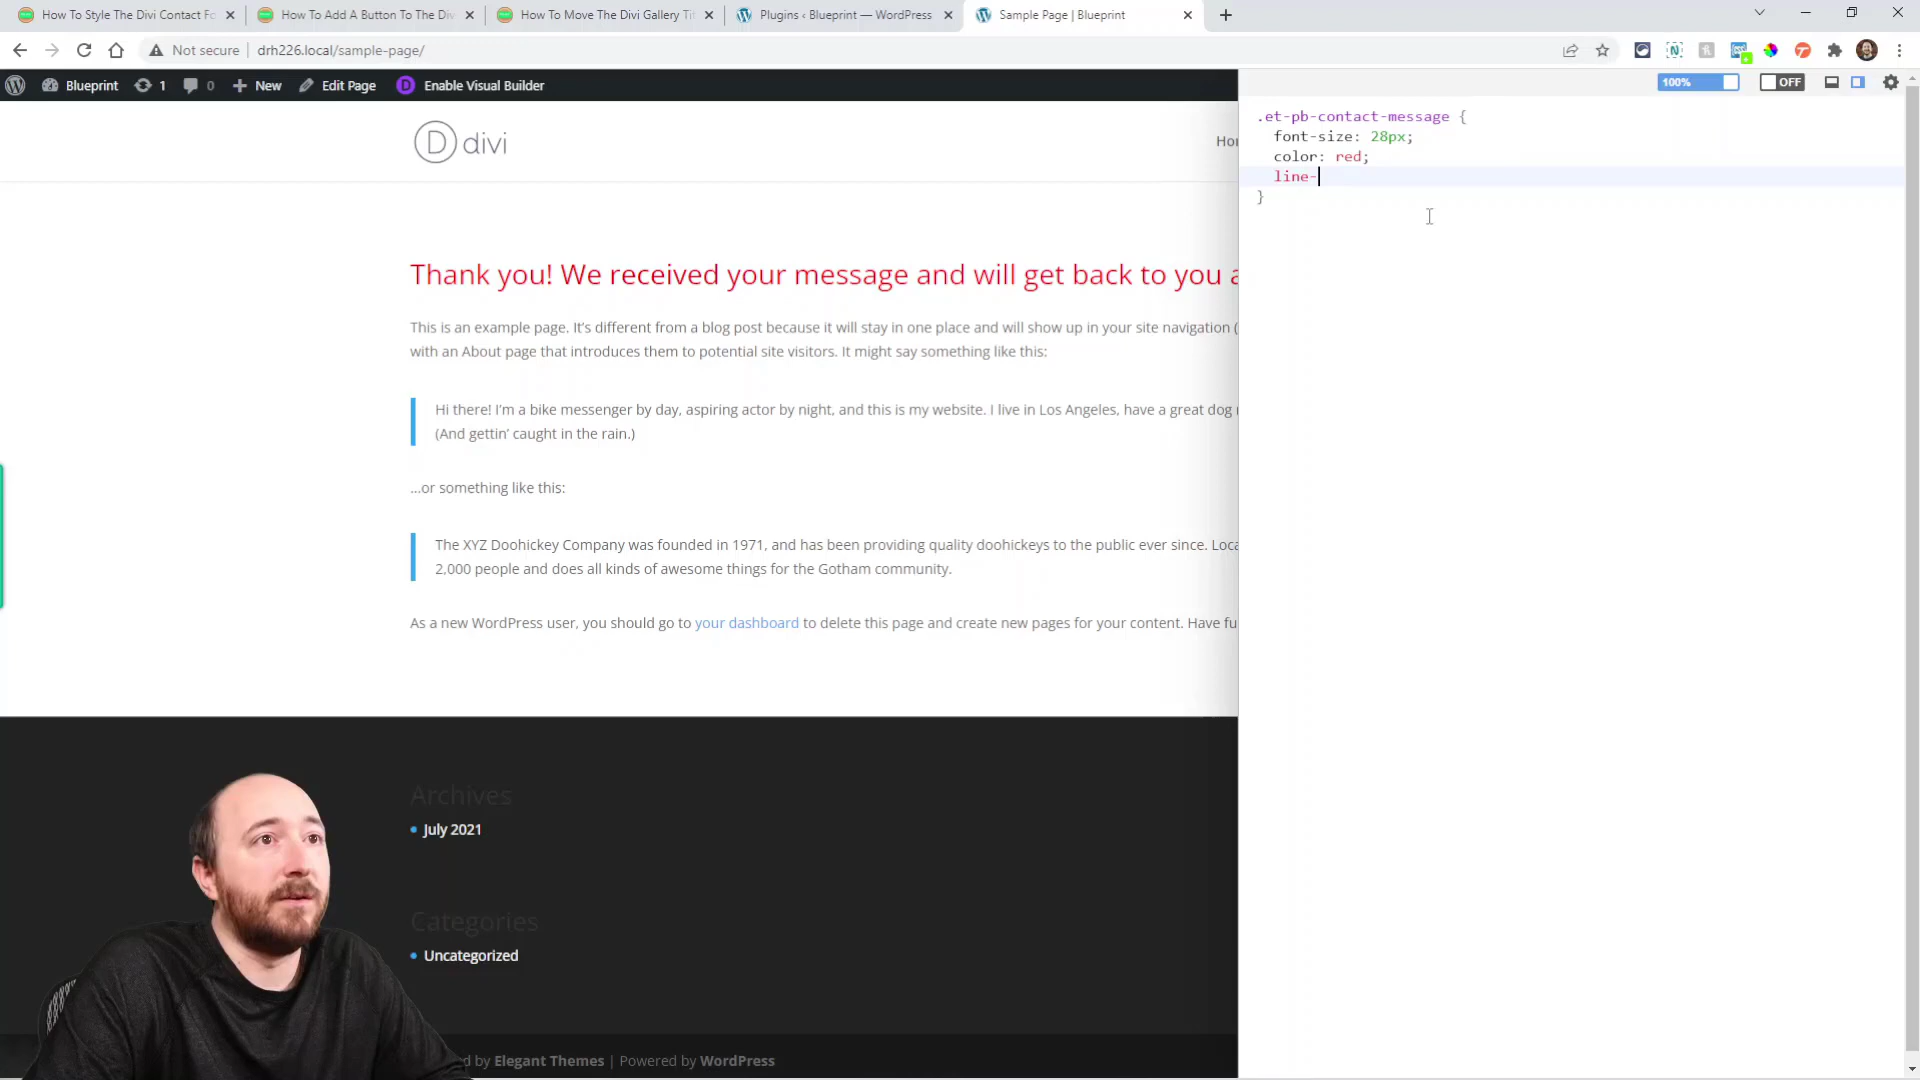 How To Style The Divi Contact Fo
How To Add A Button To The Div
How To Move The Divi Gallery Tit
Plugins ‹ Blueprint — WordPress
Sample Page | Blueprint
Not secure
drh226.local/sample-page/
Blueprint
1
0
New
Edit Page
Enable Visual Builder
100%
OFF
D divi
Hor
.et-pb-contact-message {
font-size: 28px;
color: red;
line-
}
Thank you! We received your message and will get back to you a
This is an example page. It’s different from a blog post because it will stay in one place and will show up in your site navigation (
with an About page that introduces them to potential site visitors. It might say something like this:
Hi there! I’m a bike messenger by day, aspiring actor by night, and this is my website. I live in Los Angeles, have a great dog
(And gettin’ caught in the rain.)
…or something like this:
The XYZ Doohickey Company was founded in 1971, and has been providing quality doohickeys to the public ever since. Loca
2,000 people and does all kinds of awesome things for the Gotham community.
As a new WordPress user, you should go to your dashboard to delete this page and create new pages for your content. Have fu
Archives
July 2021
Categories
Uncategorized
d by Elegant Themes | Powered by WordPress